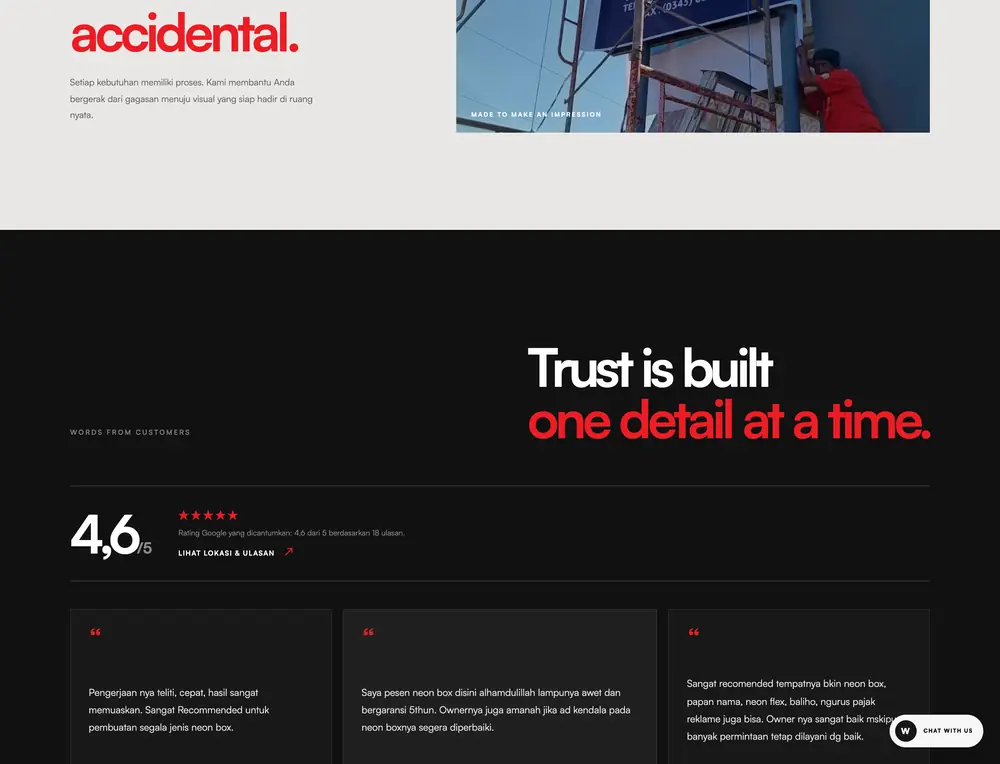 accidental.
Setiap kebutuhan memiliki proses. Kami membantu Anda
bergerak dari gagasan menuju visual yang siap hadir di ruang
nyata.
MADE TO MAKE AN IMPRESSION
Trust is built
one detail at a time.
WORDS FROM CUSTOMERS
4,6/5
Rating Google yang dicantumkan: 4,6 dari 5 berdasarkan 18 ulasan.
LIHAT LOKASI & ULASAN
“
Pengerjaan nya teliti, cepat, hasil sangat
memuaskan. Sangat Recommended untuk
pembuatan segala jenis neon box.
“
Saya pesen neon box disini alhamdulillah lampunya awet dan
bergaransi 5thun. Ownernya juga amanah jika ad kendala pada
neon boxnya segera diperbaiki.
“
Sangat recomended tempatnya bkin neon box,
papan nama, neon flex, baliho, ngurus pajak
reklame juga bisa. Owner nya sangat baik mskipu
banyak permintaan tetap dilayani dg baik.
W CHAT WITH US